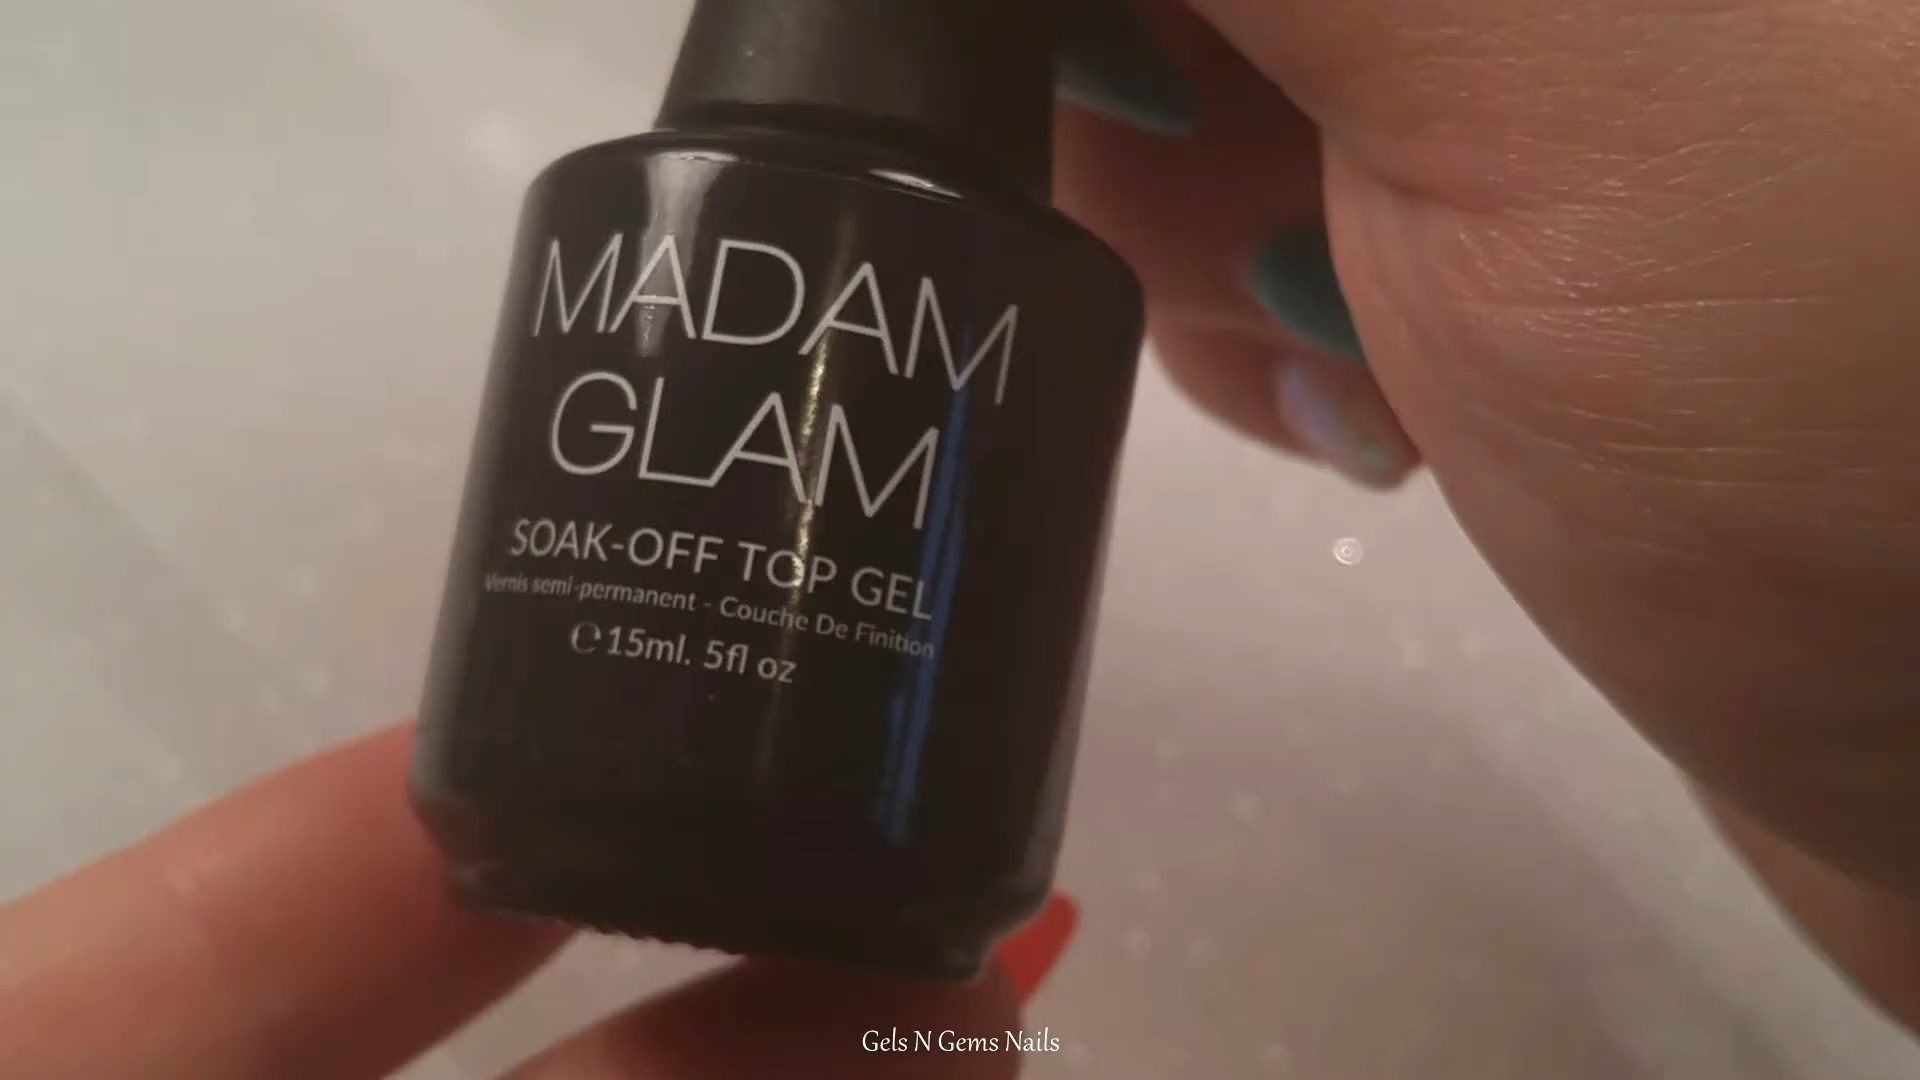 MADAM
GLAM
SOAK-OFF TOP GEL
Vernis semi-permanent - Couche De Finition
℮ 15ml. 5fl oz
Gels N Gems Nails